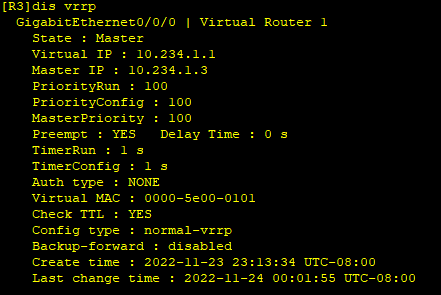 [R3]dis vrrp
GigabitEthernet0/0/0 | Virtual Router 1
State : Master
Virtual IP : 10.234.1.1
Master IP : 10.234.1.3
PriorityRun : 100
PriorityConfig : 100
MasterPriority : 100
Preempt : YES   Delay Time : 0 s
TimerRun : 1 s
TimerConfig : 1 s
Auth type : NONE
Virtual MAC : 0000-5e00-0101
Check TTL : YES
Config type : normal-vrrp
Backup-forward : disabled
Create time : 2022-11-23 23:13:34 UTC-08:00
Last change time : 2022-11-24 00:01:55 UTC-08:00